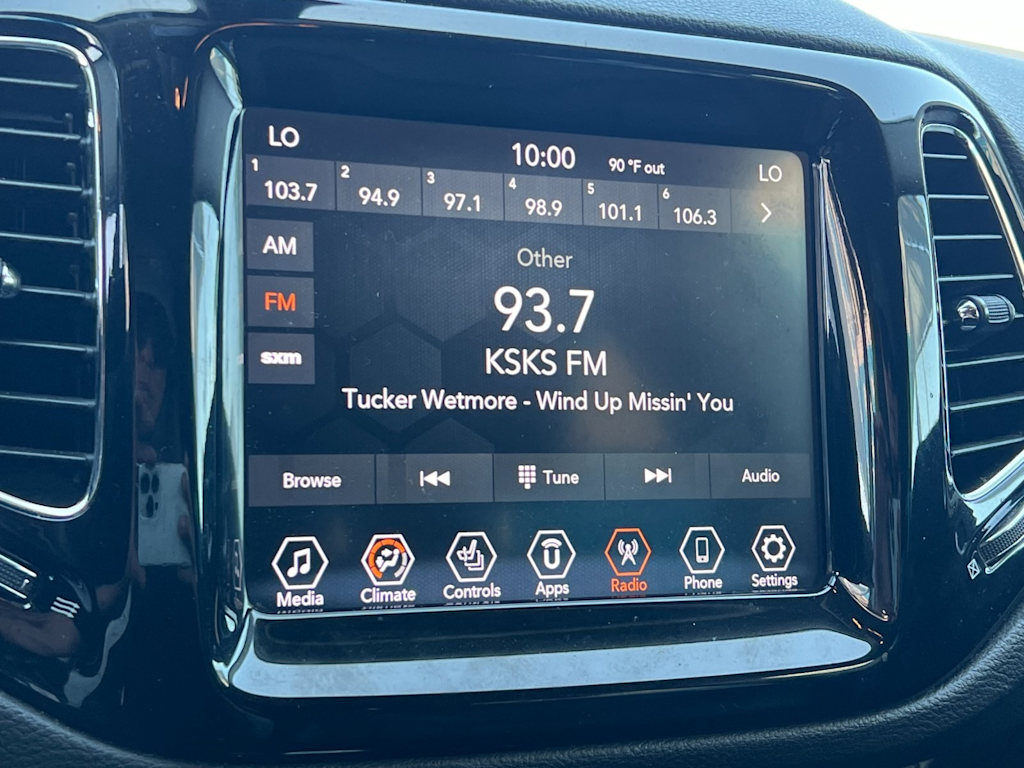 LO 10:00 90 °F out LO
1 103.7 2 94.9 3 97.1 4 98.9 5 101.1 6 106.3
AM
Other
FM
93.7
sxm
KSKS FM
Tucker Wetmore - Wind Up Missin' You
Browse Tune Audio
Media Climate Controls Apps Radio Phone Settings